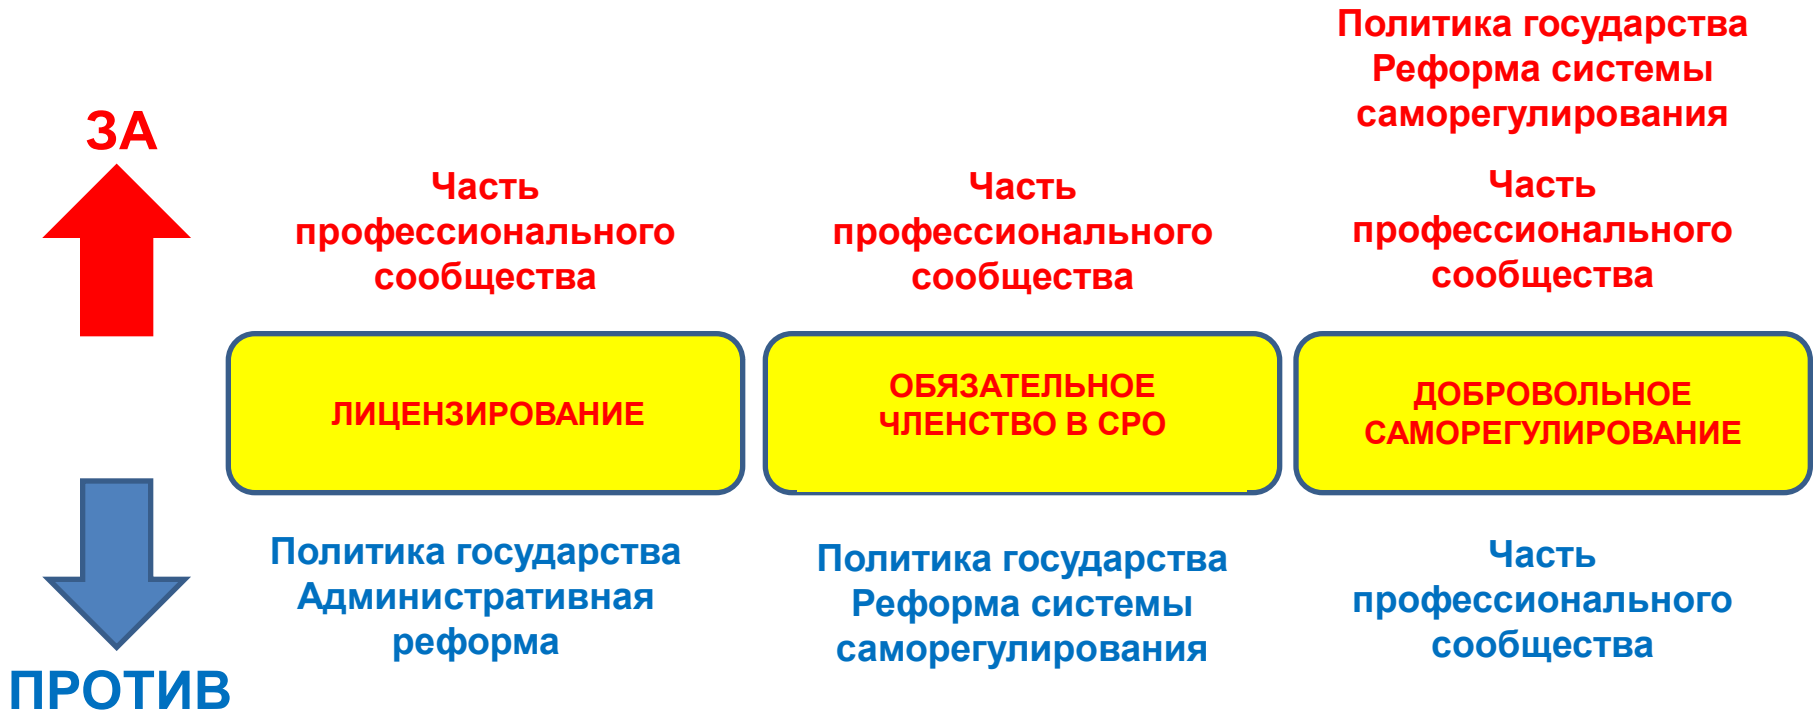 ЗА
Часть
профессионального
сообщества
Часть
профессионального
сообщества
Политика государства
Реформа системы
саморегулирования
Часть
профессионального
сообщества
ЛИЦЕНЗИРОВАНИЕ
ОБЯЗАТЕЛЬНОЕ
ЧЛЕНСТВО В СРО
ДОБРОВОЛЬНОЕ
САМОРЕГУЛИРОВАНИЕ
ПРОТИВ
Политика государства
Административная
реформа
Политика государства
Реформа системы
саморегулирования
Часть
профессионального
сообщества